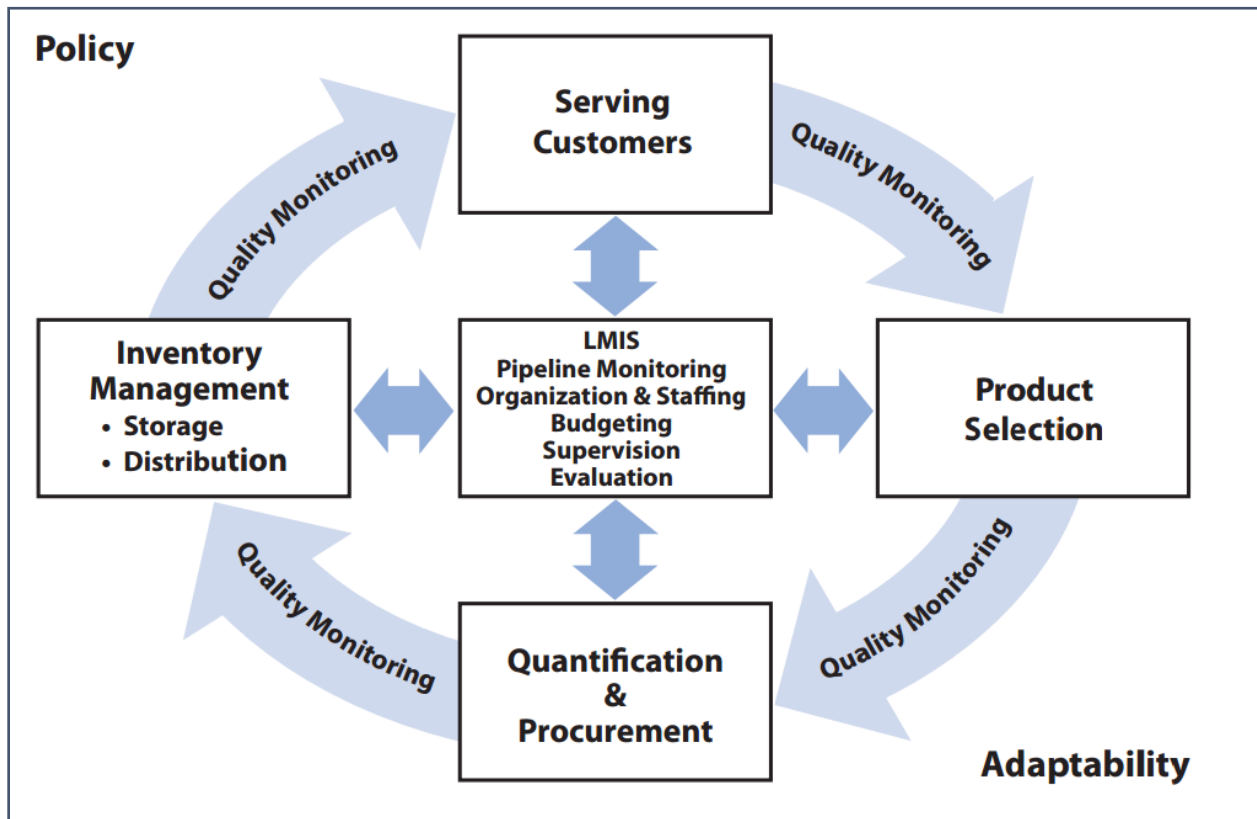 Policy
Serving
Customers
Quality Monitoring
Quality Monitoring
Inventory
Management
• Storage
• Distribution
LMIS
Pipeline Monitoring
Organization & Staffing
Budgeting
Supervision
Evaluation
Product
Selection
Quality Monitoring
Quality Monitoring
Quantification
&
Procurement
Adaptability